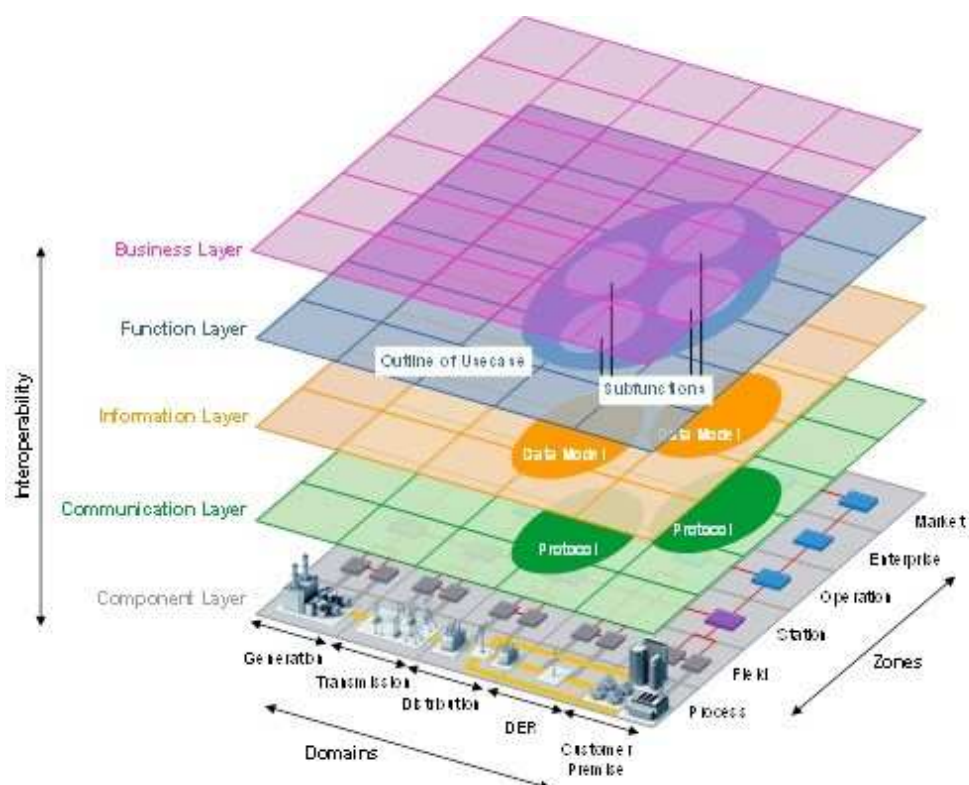 Business Layer
Function Layer
Outline of Usecase
Subfunctions
Information Layer
Data Model
Data Model
Interoperability
Communication Layer
Protocol
Protocol
Component Layer
Market
Enterprise
Operation
Station
Field
Process
Zones
Generation
Transmission
Distribution
DER
Customer
Premise
Domains